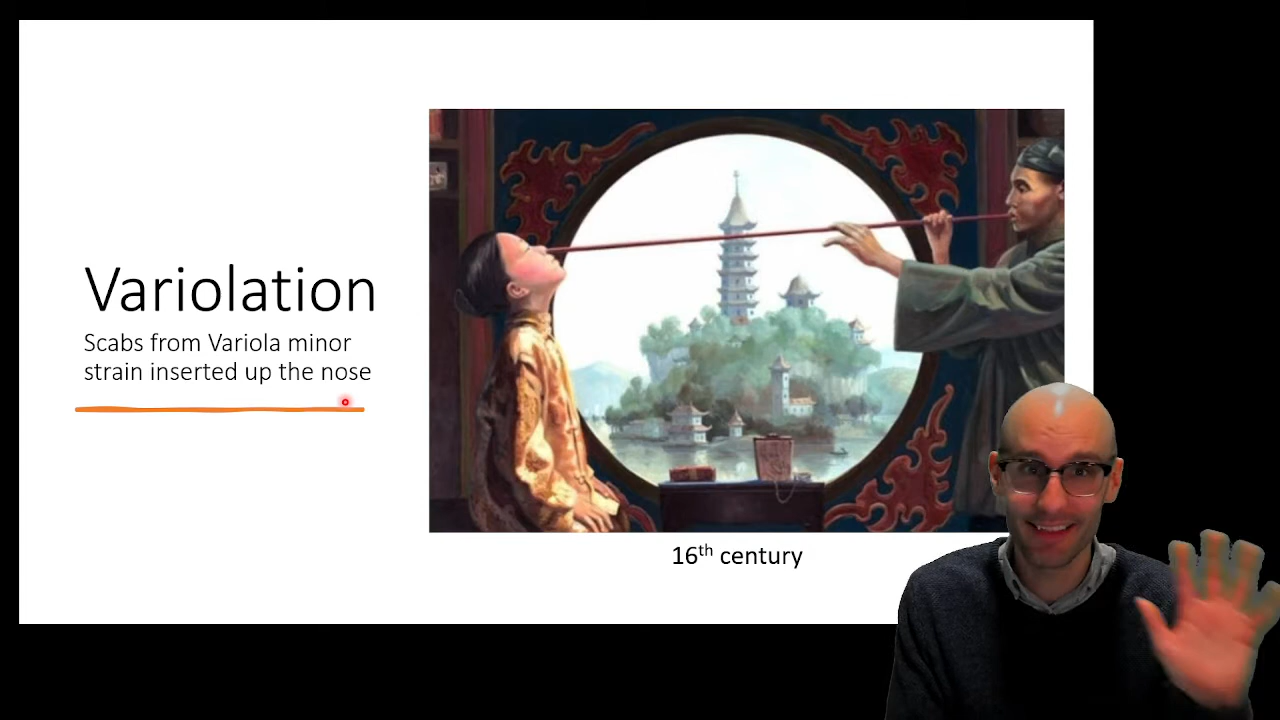 Variolation
Scabs from Variola minor
strain inserted up the nose
16th century